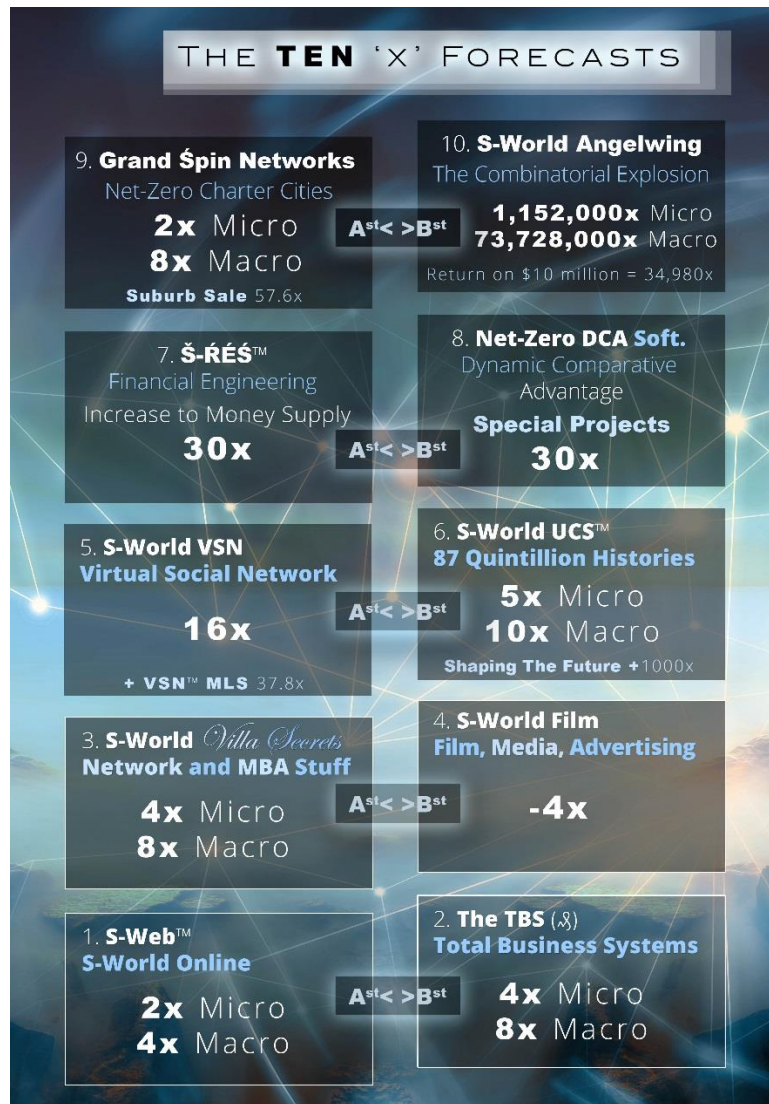 THE TEN 'X' FORECASTS
9. Grand Śpin Networks
Net-Zero Charter Cities
2x Micro
8x Macro
Suburb Sale 57.6x
Aˢᵗ< >Bˢᵗ
10. S-World Angelwing
The Combinatorial Explosion
1,152,000x Micro
73,728,000x Macro
Return on $10 million = 34,980x
7. Š-ŔÉŚ™
Financial Engineering
Increase to Money Supply
30x
Aˢᵗ< >Bˢᵗ
8. Net-Zero DCA Soft.
Dynamic Comparative
Advantage
Special Projects
30x
5. S-World VSN
Virtual Social Network
16x
+ VSN™ MLS 37.8x
Aˢᵗ< >Bˢᵗ
6. S-World UCS™
87 Quintillion Histories
5x Micro
10x Macro
Shaping The Future +1000x
3. S-World Villa Secrets
Network and MBA Stuff
4x Micro
8x Macro
Aˢᵗ< >Bˢᵗ
4. S-World Film
Film, Media, Advertising
-4x
1. S-Web™
S-World Online
2x Micro
4x Macro
Aˢᵗ< >Bˢᵗ
2. The TBS
Total Business Systems
4x Micro
8x Macro